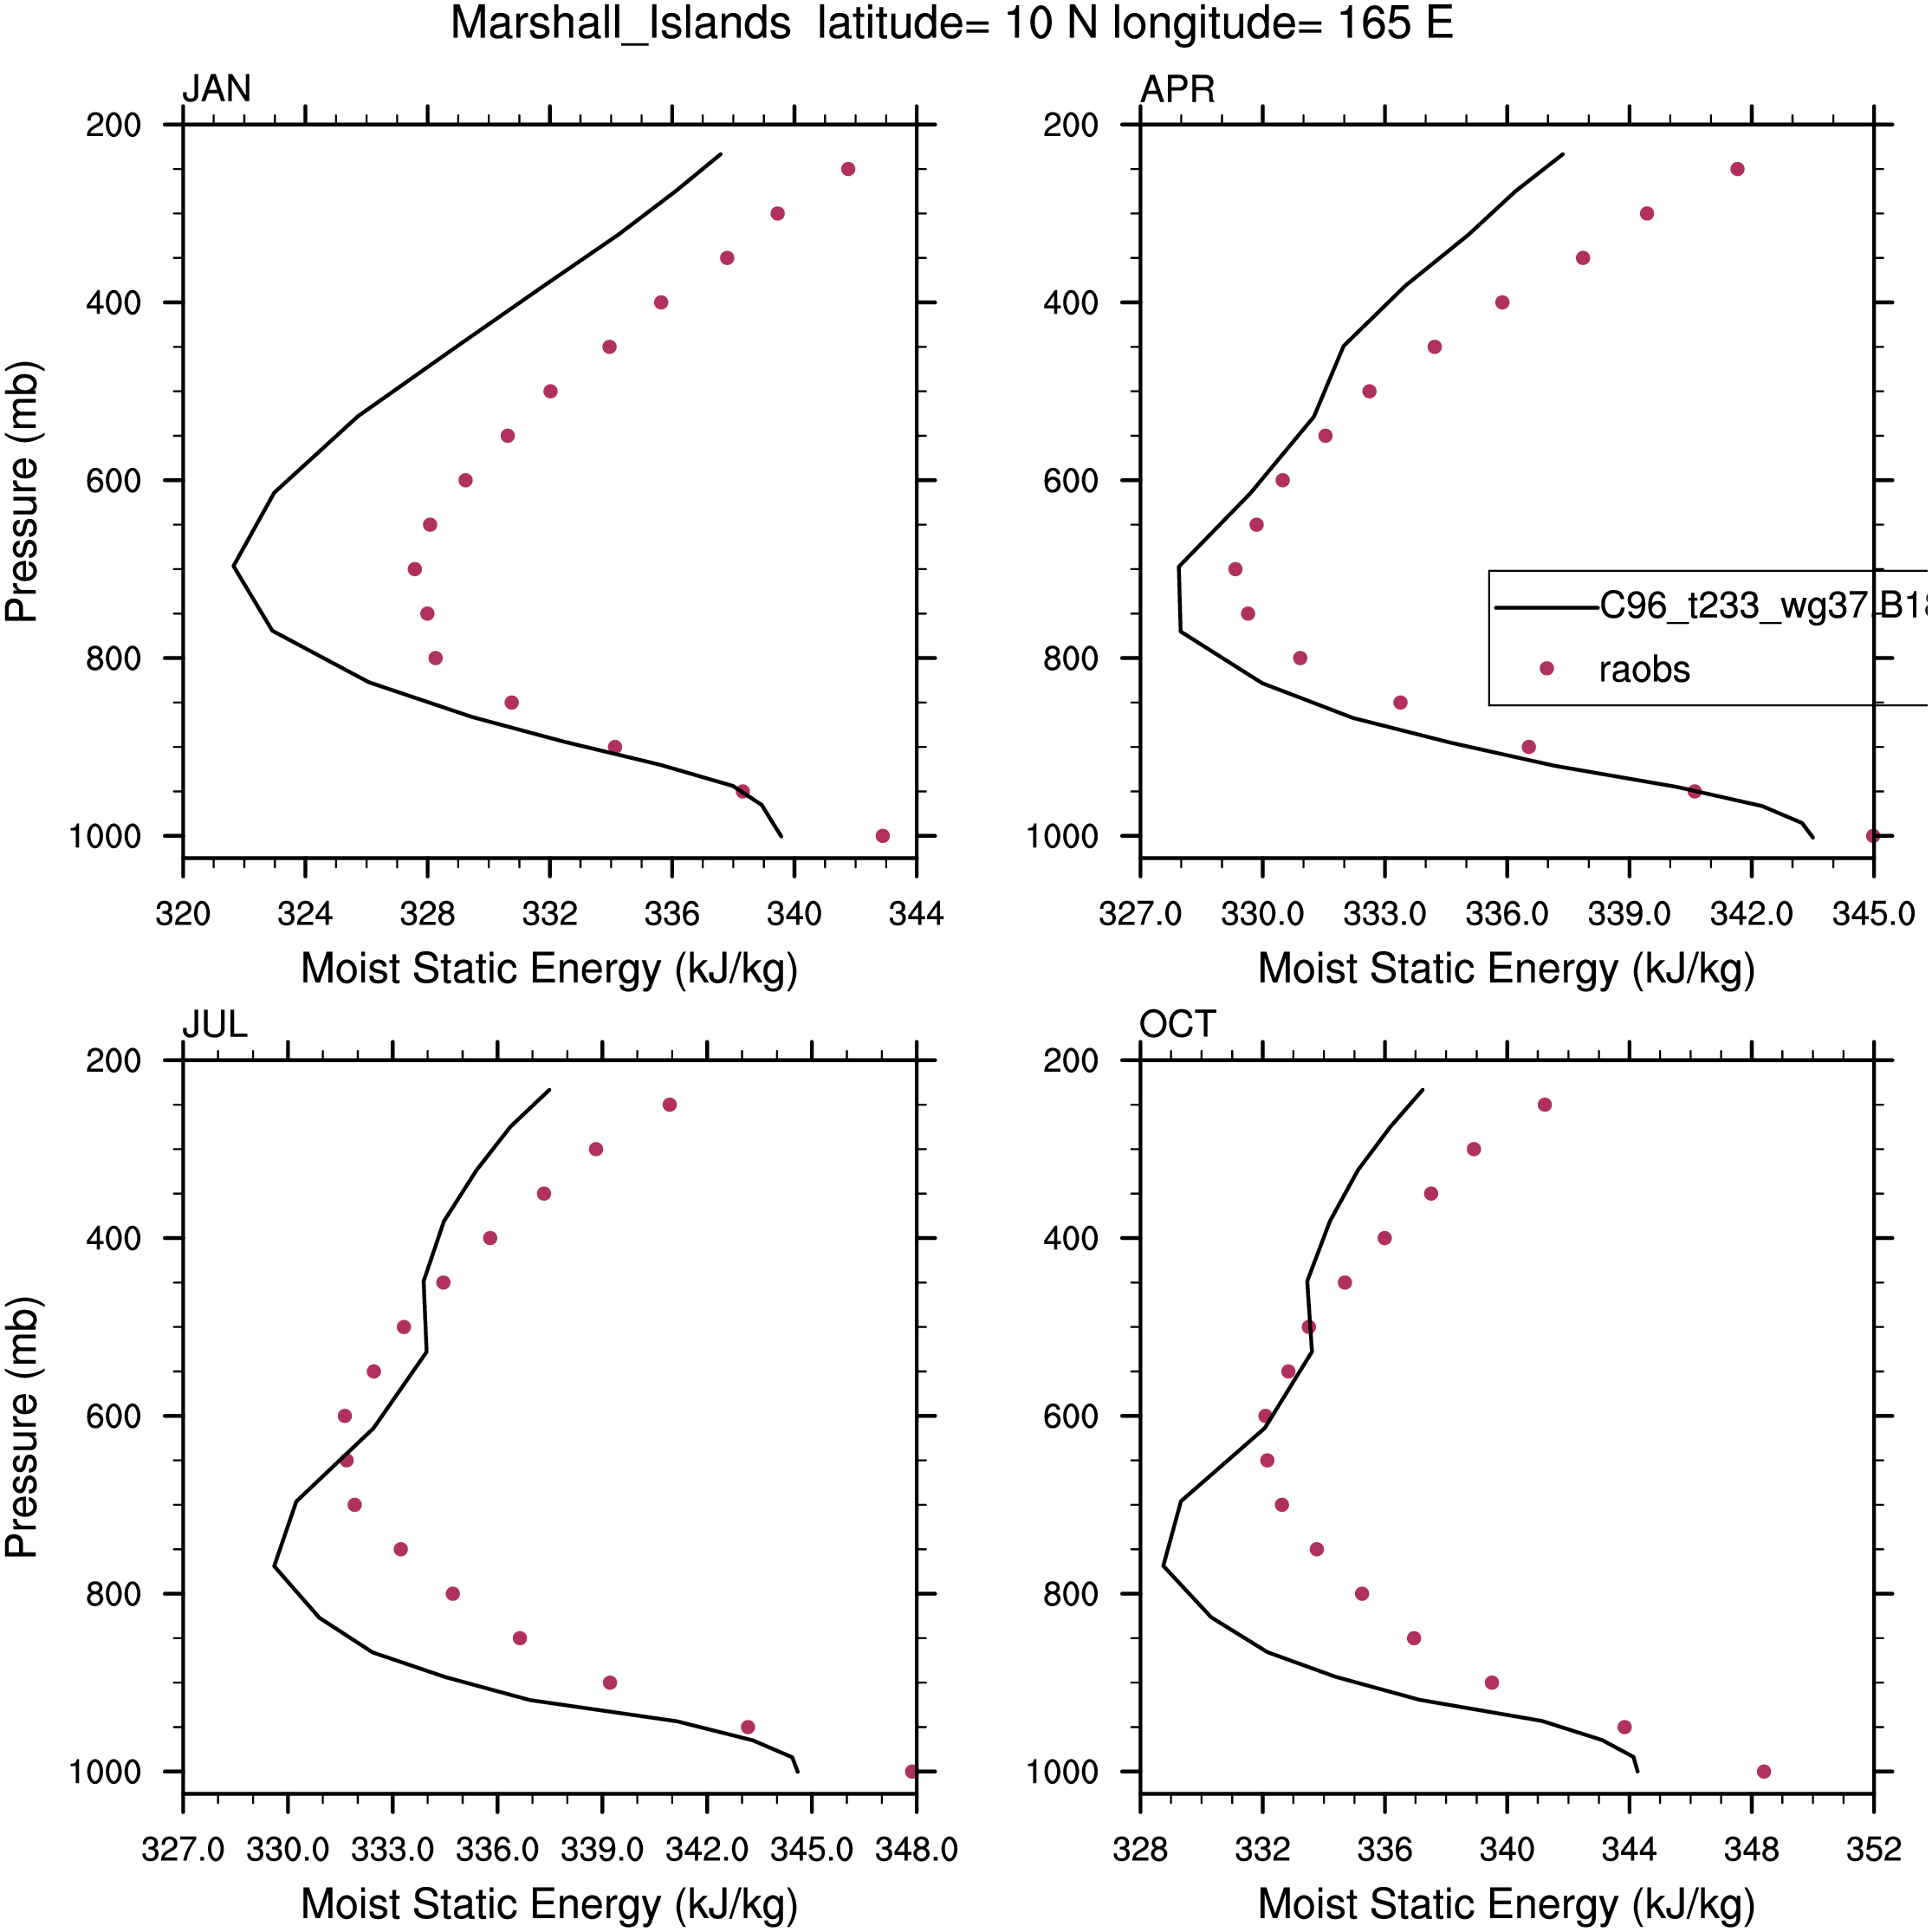 Marshall_Islands latitude= 10 N longitude= 165 E
JAN
200
400
600
800
1000
Pressure (mb)
320 324 328 332 336 340 344
Moist Static Energy (kJ/kg)
APR
200
400
600
800
1000
C96_t233_wg37.B18
raobs
327.0 330.0 333.0 336.0 339.0 342.0 345.0
Moist Static Energy (kJ/kg)
JUL
200
400
600
800
1000
Pressure (mb)
327.0 330.0 333.0 336.0 339.0 342.0 345.0 348.0
Moist Static Energy (kJ/kg)
OCT
200
400
600
800
1000
328 332 336 340 344 348 352
Moist Static Energy (kJ/kg)